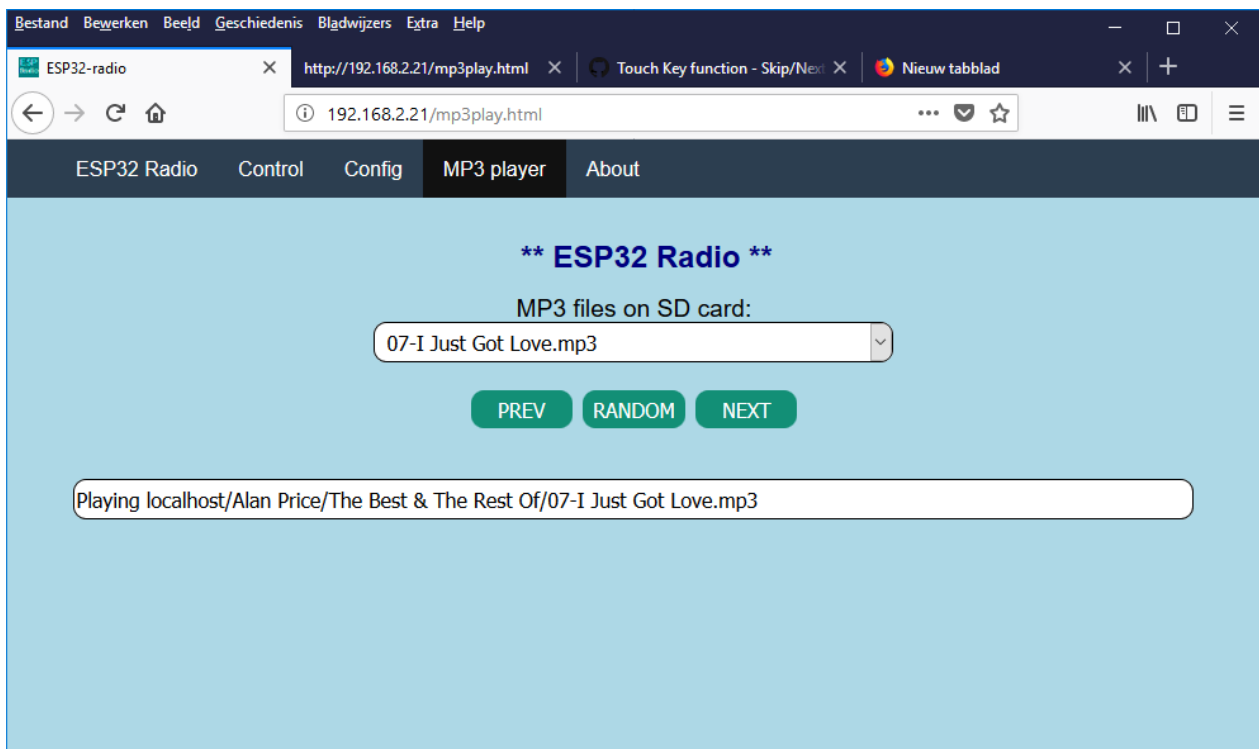 Bestand Bewerken Beeld Geschiedenis Bladwijzers Extra Help
ESP32-radio http://192.168.2.21/mp3play.html Touch Key function - Skip/Nex Nieuw tabblad
192.168.2.21/mp3play.html
ESP32 Radio Control Config MP3 player About
** ESP32 Radio **
MP3 files on SD card:
07-I Just Got Love.mp3
PREV RANDOM NEXT
Playing localhost/Alan Price/The Best & The Rest Of/07-I Just Got Love.mp3